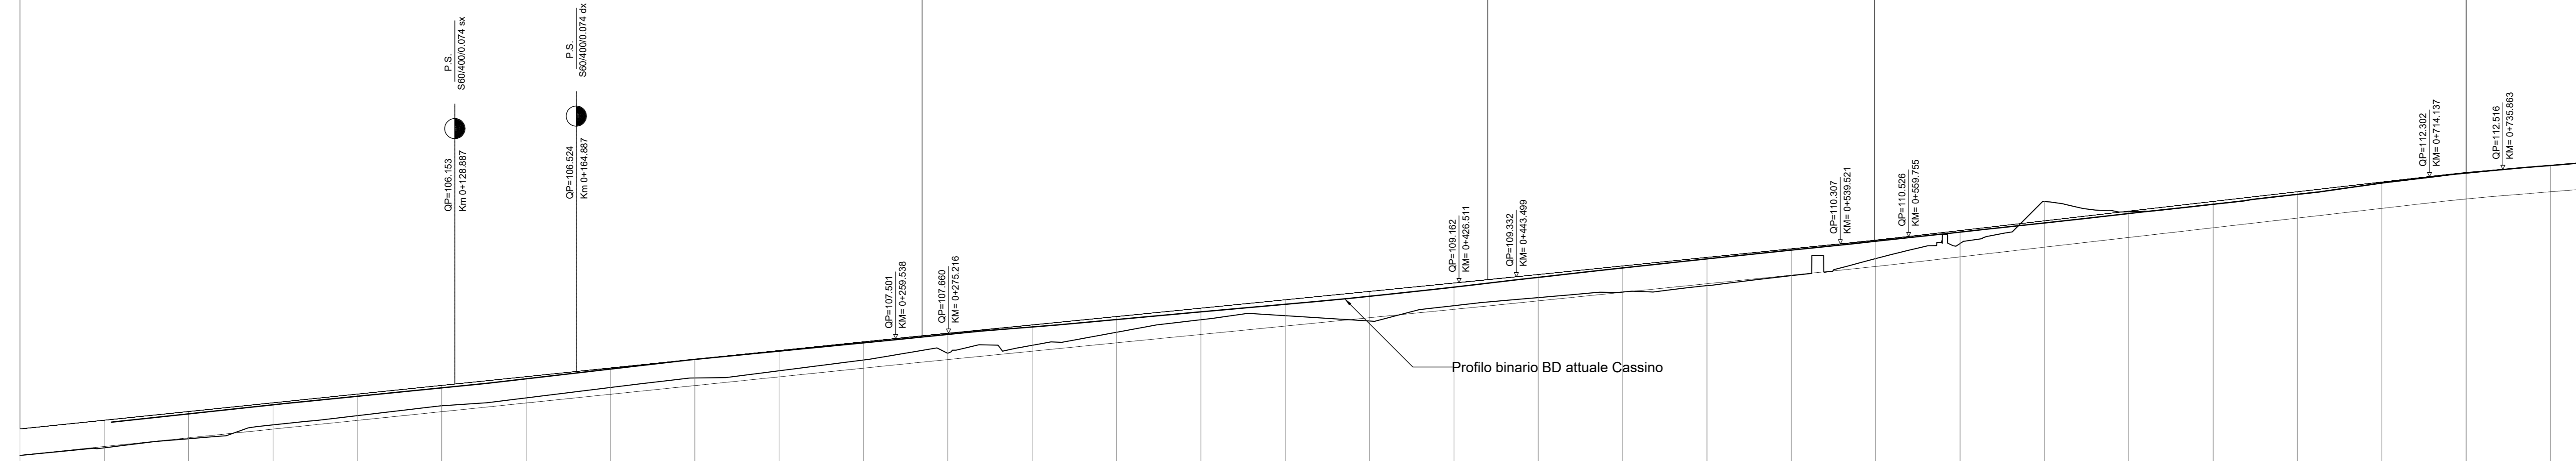 P.S.
S60/400/0.074 sx
QP=106.153
Km 0+128.887
P.S.
S60/400/0.074 dx
QP=106.524
Km 0+164.887
QP=107.501
KM= 0+259.538
QP=107.660
KM= 0+275.216
QP=109.162
KM= 0+426.511
QP=109.332
KM= 0+443.499
QP=110.307
KM= 0+539.521
QP=110.526
KM= 0+559.755
QP=112.302
KM= 0+714.137
QP=112.516
KM= 0+735.863
Profilo binario BD attuale Cassino